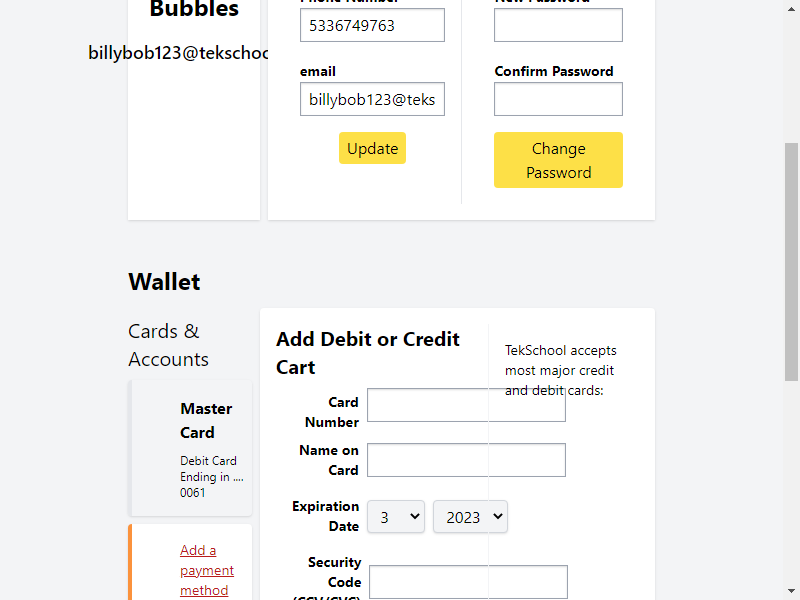 Bubbles
billybob123@tekschoo
Phone Number
5336749763
email
billybob123@teks
Update
New Password
Confirm Password
Change
Password
Wallet
Cards &
Accounts
Master
Card
Debit Card
Ending in ....
0061
Add a
payment
method
Add Debit or Credit
Cart
Card
Number
Name on
Card
Expiration
Date
3
2023
Security
Code
(CCV/CVC)
TekSchool accepts
most major credit
and debit cards: